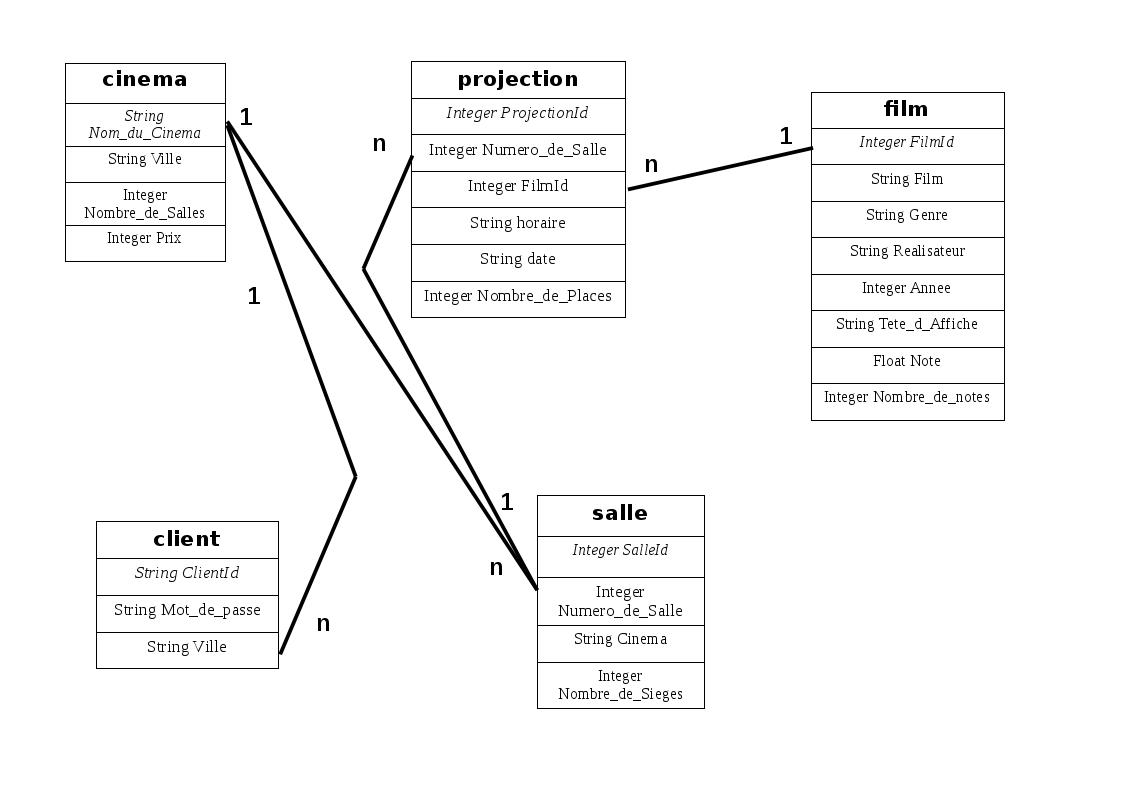 cinema
String
Nom_du_Cinema
String Ville
Integer
Nombre_de_Salles
Integer Prix
1
1
n
projection
Integer ProjectionId
Integer Numero_de_Salle
Integer FilmId
String horaire
String date
Integer Nombre_de_Places
n
1
film
Integer FilmId
String Film
String Genre
String Realisateur
Integer Annee
String Tete_d_Affiche
Float Note
Integer Nombre_de_notes
client
String ClientId
String Mot_de_passe
String Ville
n
1
n
salle
Integer SalleId
Integer
Numero_de_Salle
String Cinema
Integer
Nombre_de_Sieges